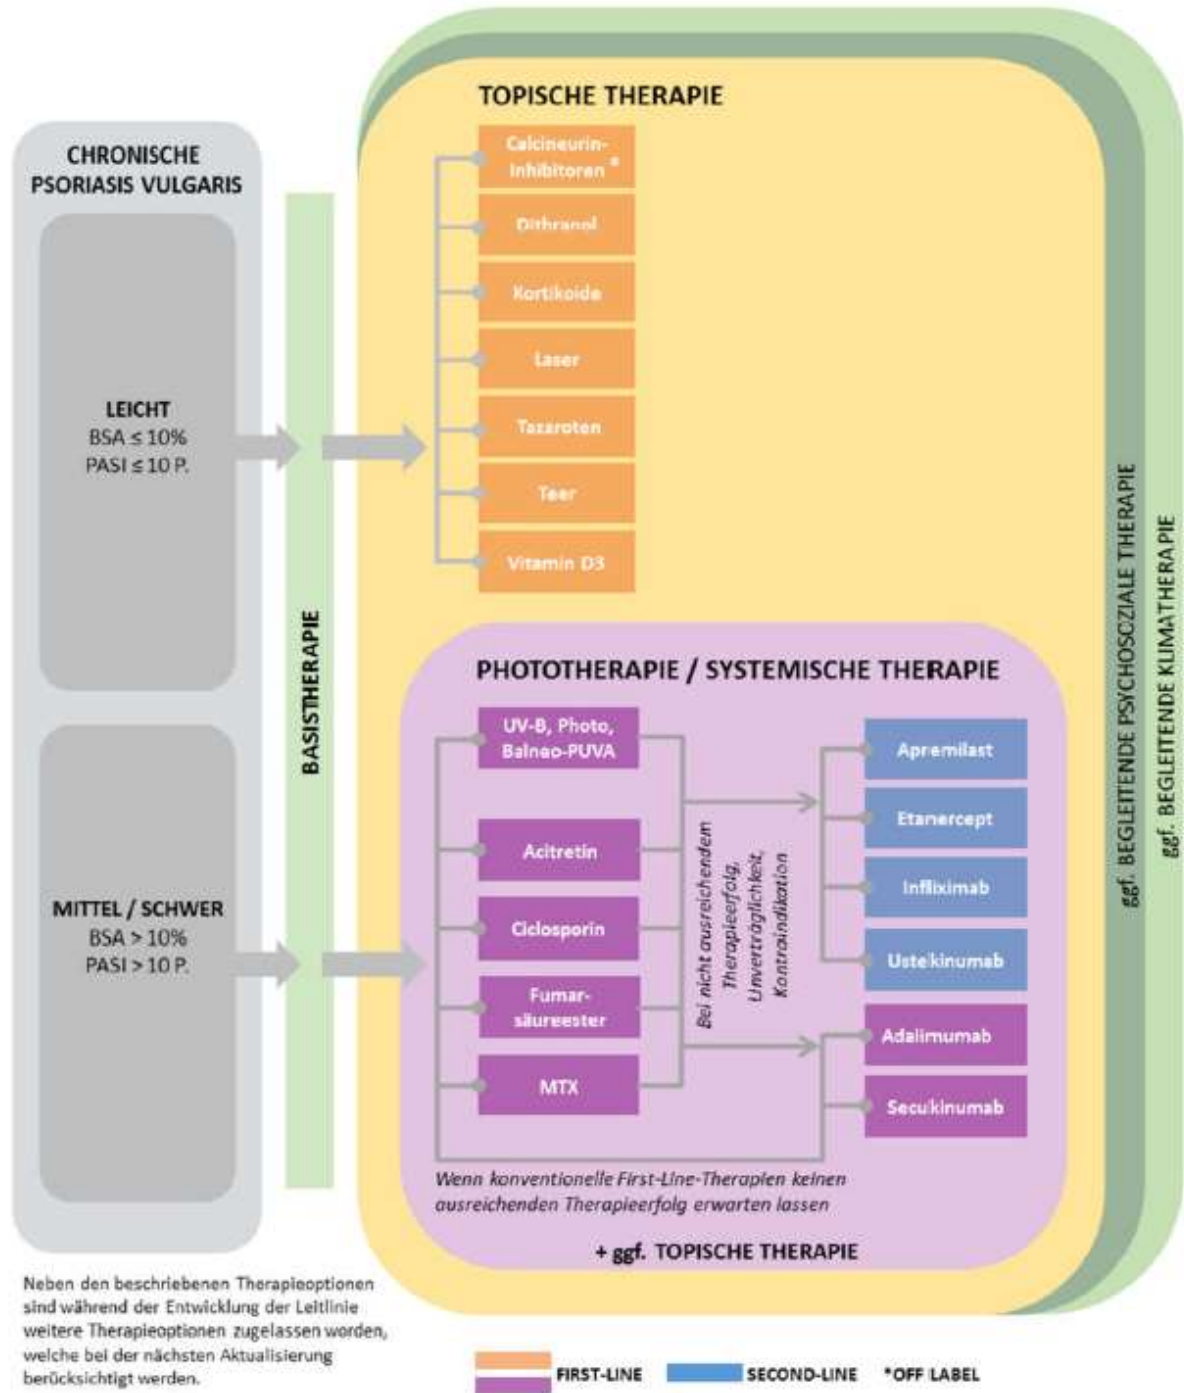 CHRONISCHE
PSORIASIS VULGARIS
LEICHT
BSA ≤ 10%
PASI ≤ 10 P.
MITTEL / SCHWER
BSA > 10%
PASI > 10 P.
BASISTHERAPIE
TOPISCHE THERAPIE
Calcineurin-
Inhibitoren *
Dithranol
Kortikoide
Laser
Tazaroten
Teer
Vitamin D3
PHOTOTHERAPIE / SYSTEMISCHE THERAPIE
UV-B, Photo,
Balneo-PUVA
Acitretin
Ciclosporin
Fumar-
säureester
MTX
Bei nicht ausreichendem
Therapieerfolg,
Unverträglichkeit,
Kontraindikation
Apremilast
Etanercept
Infliximab
Ustekinumab
Adalimumab
Secukinumab
Wenn konventionelle First-Line-Therapien keinen
ausreichenden Therapieerfolg erwarten lassen
+ ggf. TOPISCHE THERAPIE
ggf. BEGLEITENDE PSYCHOSOZIALE THERAPIE
ggf. BEGLEITENDE KLIMATHERAPIE
Neben den beschriebenen Therapieoptionen
sind während der Entwicklung der Leitlinie
weitere Therapieoptionen zugelassen worden,
welche bei der nächsten Aktualisierung
berücksichtigt werden.
FIRST-LINE
SECOND-LINE
*OFF LABEL